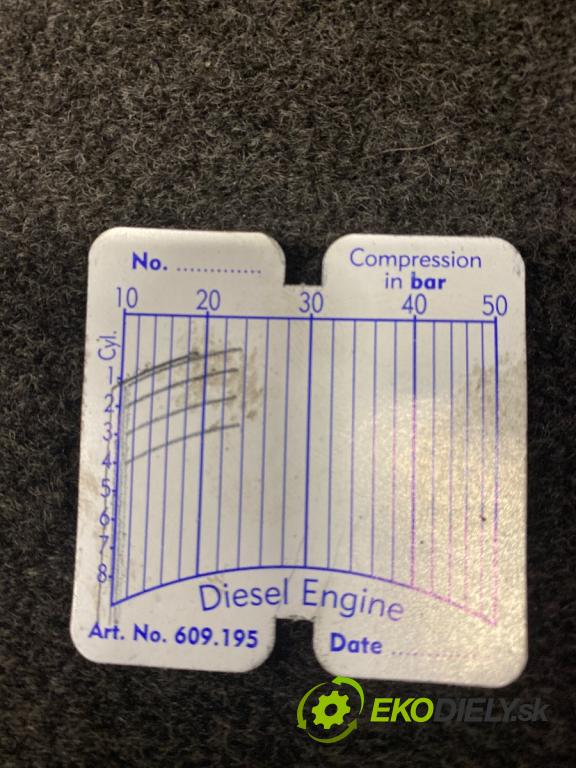 No. .............
Compression
in bar
10 20 30 40 50
Cyl.
1
2
3
4
5
6
7
8
Diesel Engine
Art. No. 609.195
Date .............
EKODIELY.sk